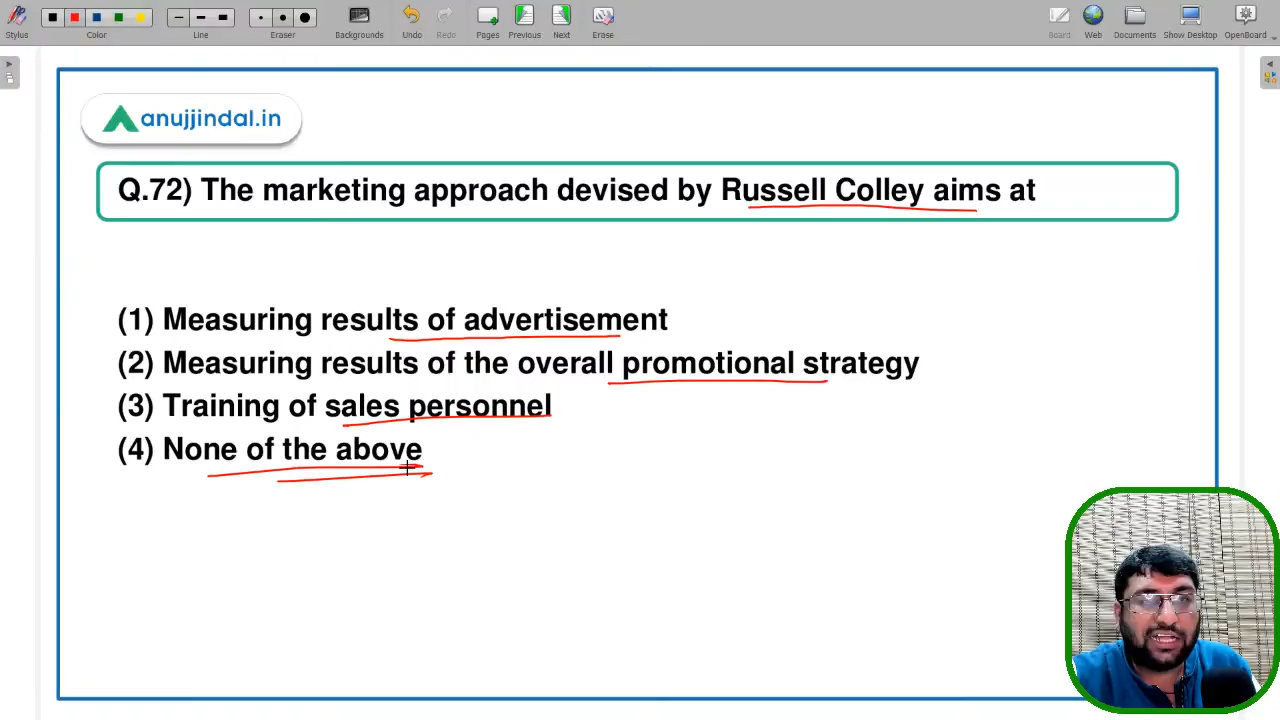 Stylus
Color
Line
Eraser
Backgrounds
Undo
Redo
Pages
Previous
Next
Erase
Board
Web
Documents
Show Desktop
OpenBoard
anujjindal.in
Q.72) The marketing approach devised by Russell Colley aims at
(1) Measuring results of advertisement
(2) Measuring results of the overall promotional strategy
(3) Training of sales personnel
(4) None of the above